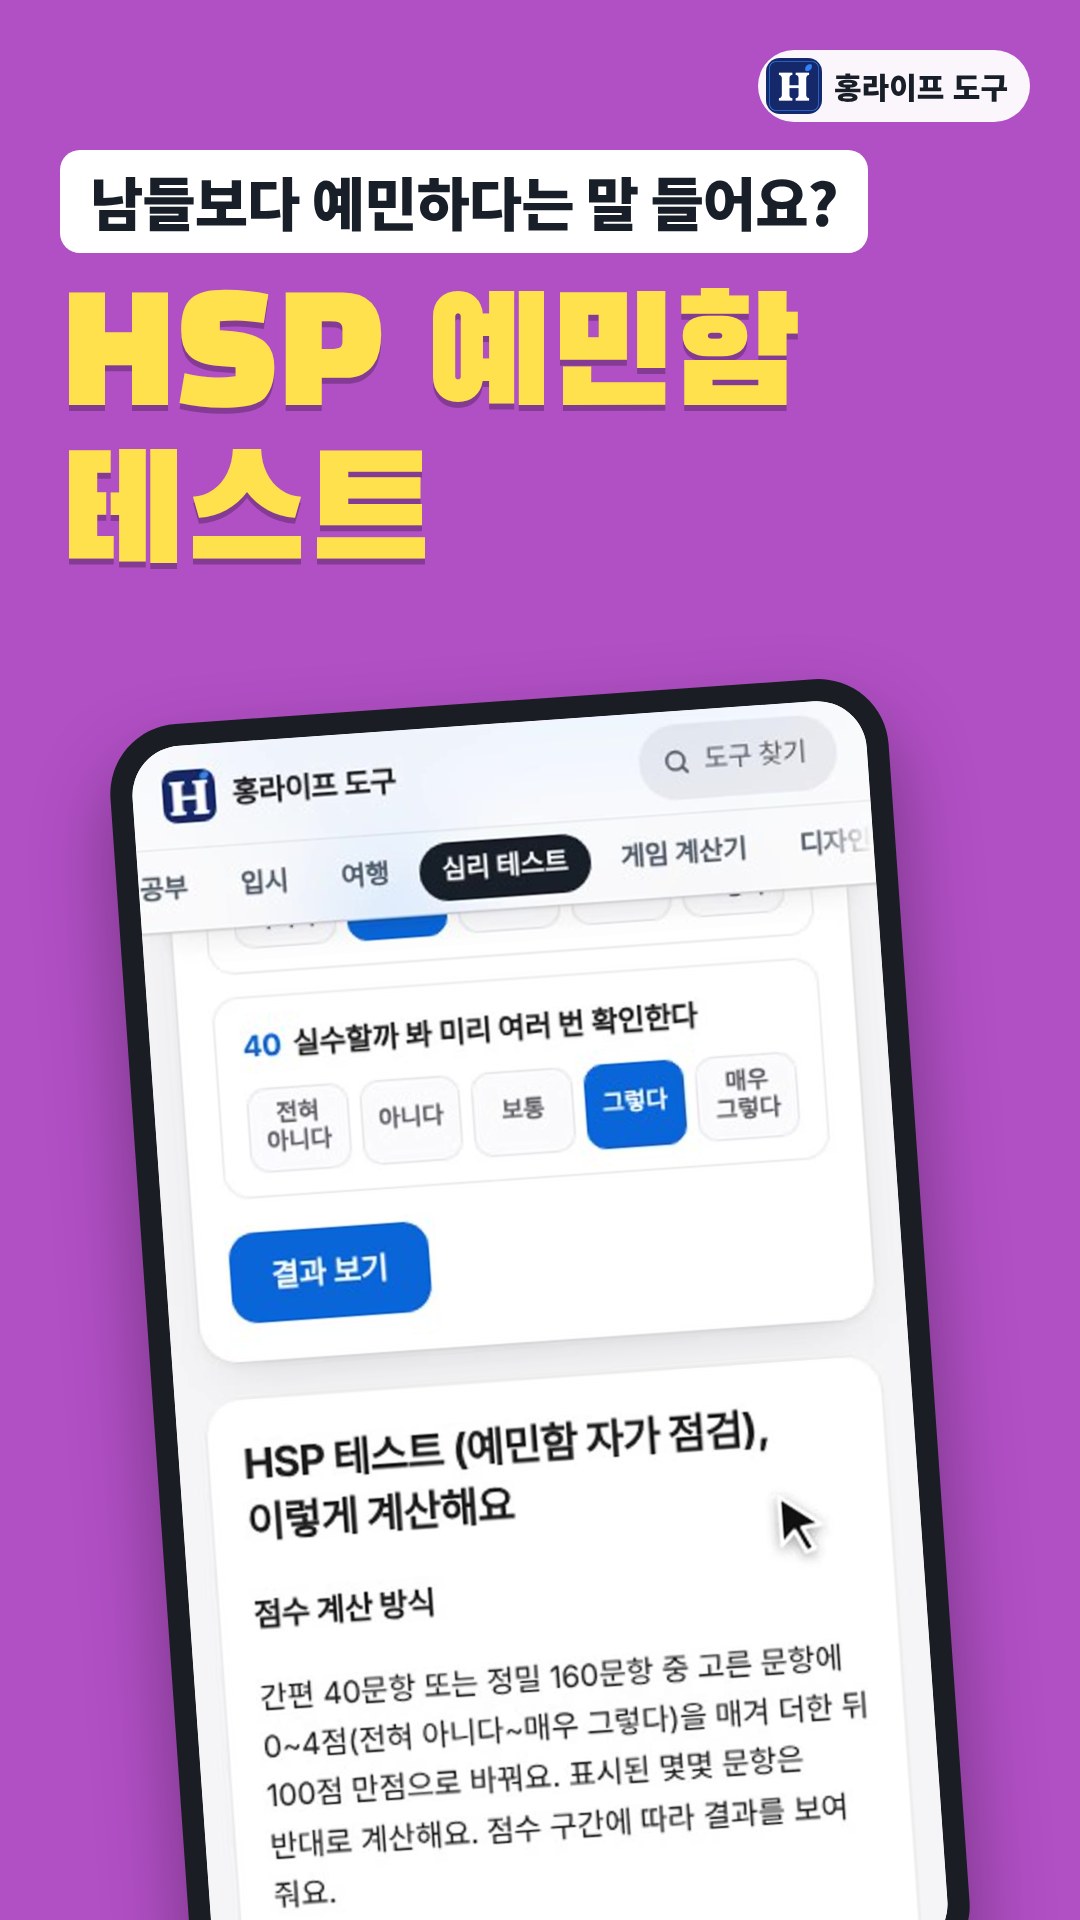 홍라이프 도구
남들보다 예민하다는 말 들어요?
HSP 예민함
테스트
홍라이프 도구
도구 찾기
공부 입시 여행 심리 테스트 게임 계산기 디자인
40 실수할까 봐 미리 여러 번 확인한다
전혀 아니다 아니다 보통 그렇다 매우 그렇다
결과 보기
HSP 테스트 (예민함 자가 점검),
이렇게 계산해요
점수 계산 방식
간편 40문항 또는 정밀 160문항 중 고른 문항에
0~4점(전혀 아니다~매우 그렇다)을 매겨 더한 뒤
100점 만점으로 바꿔요. 표시된 몇몇 문항은
반대로 계산해요. 점수 구간에 따라 결과를 보여
줘요.